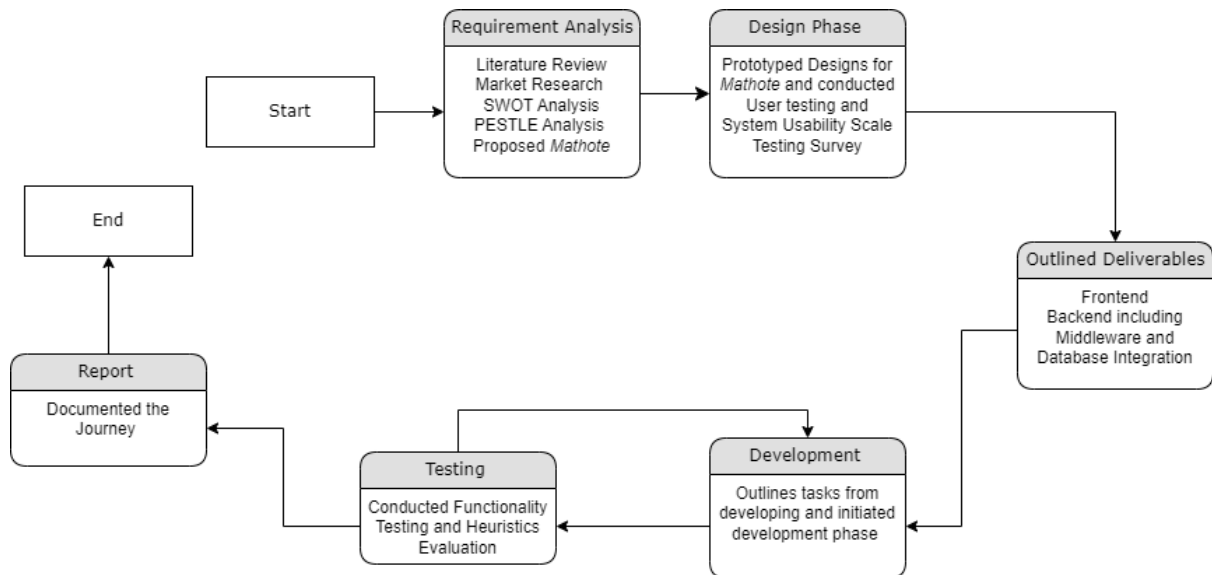 Start
Requirement Analysis
Literature Review
Market Research
SWOT Analysis
PESTLE Analysis
Proposed Mathote
Design Phase
Prototyped Designs for
Mathote and conducted
User testing and
System Usability Scale
Testing Survey
Outlined Deliverables
Frontend
Backend including
Middleware and
Database Integration
Development
Outlines tasks from
developing and initiated
development phase
Testing
Conducted Functionality
Testing and Heuristics
Evaluation
Report
Documented the
Journey
End